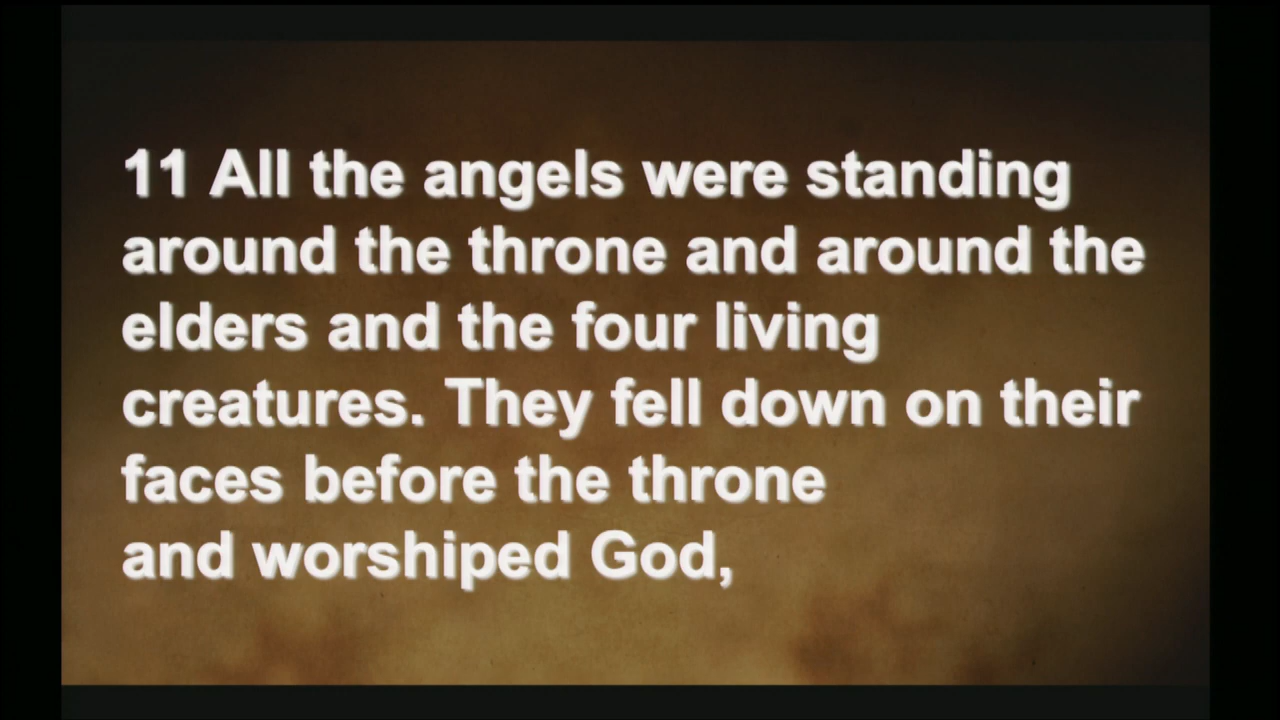 11 All the angels were standing
around the throne and around the
elders and the four living
creatures. They fell down on their
faces before the throne
and worshiped God,